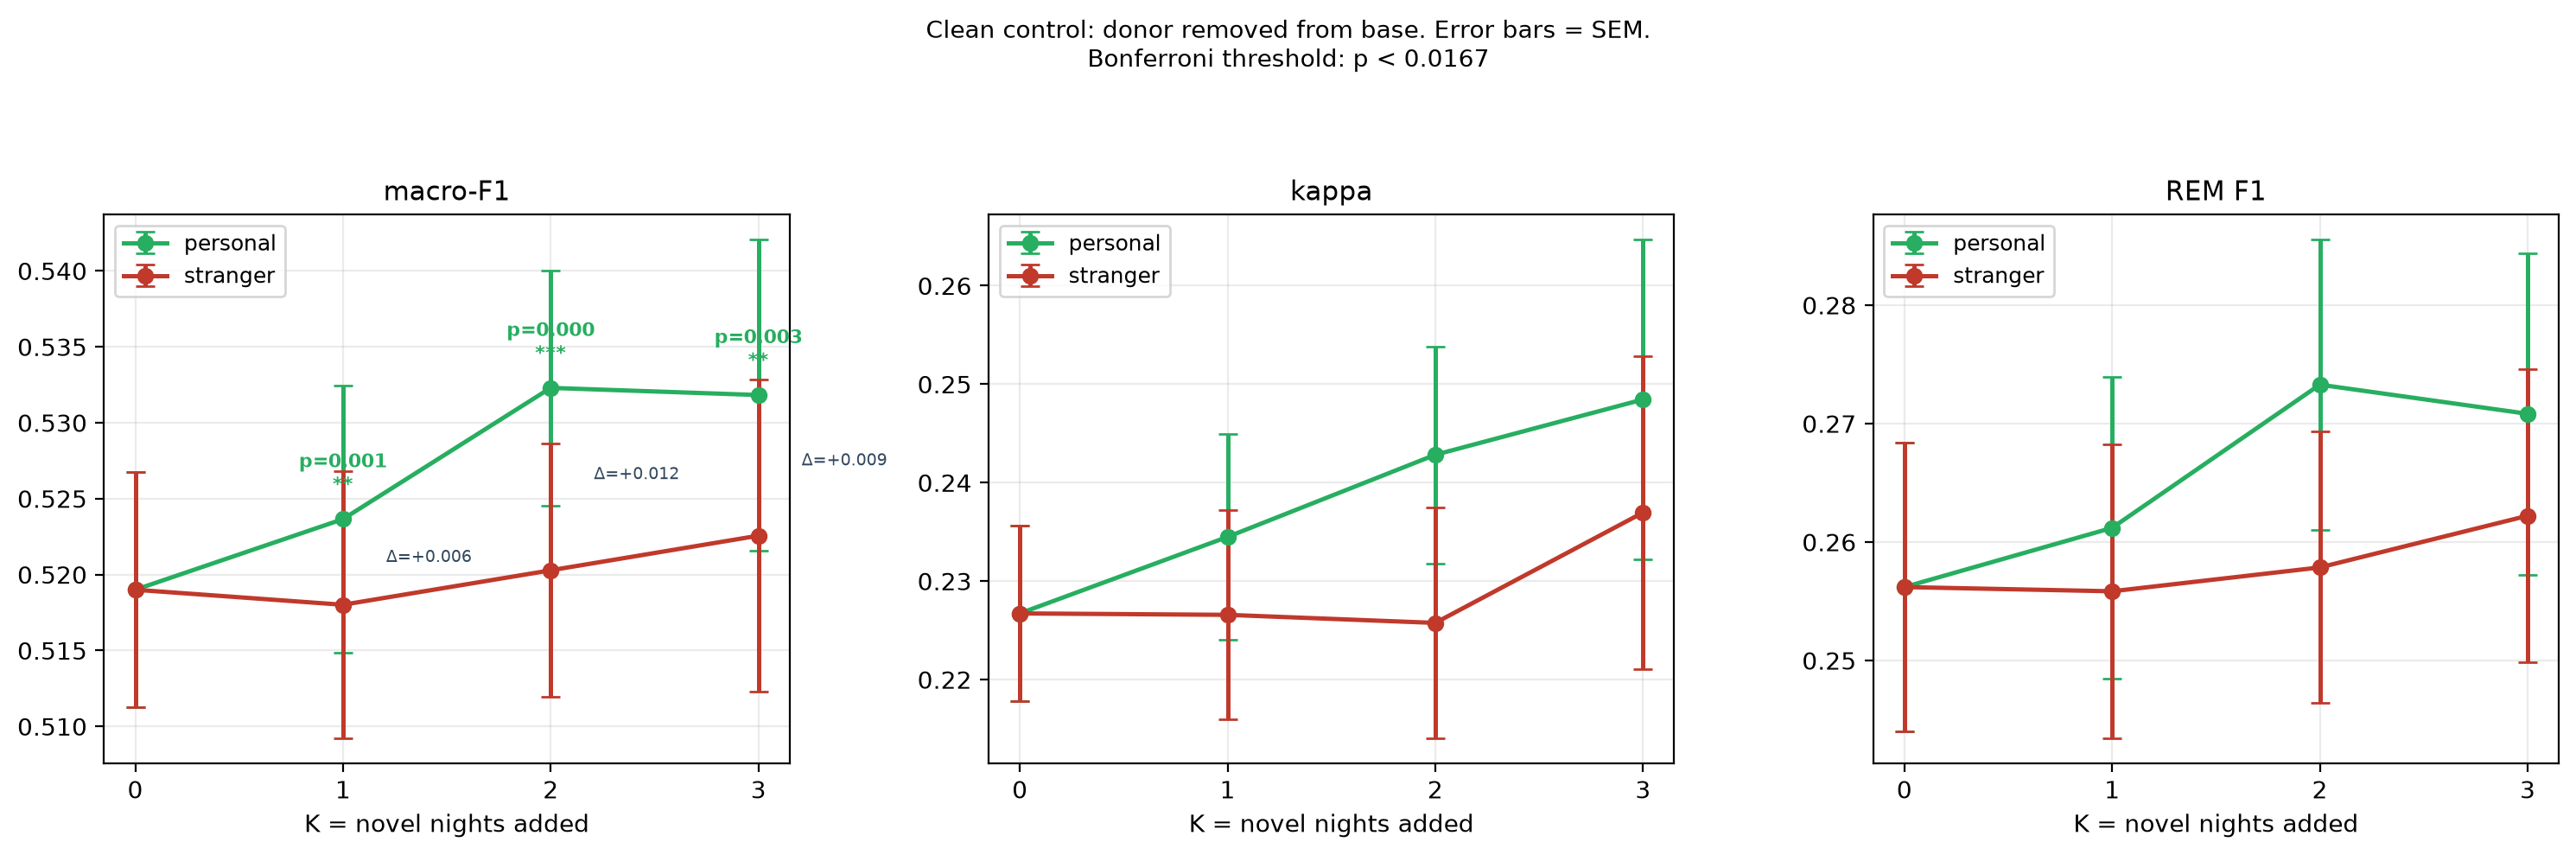 Clean control: donor removed from base. Error bars = SEM.
Bonferroni threshold: p < 0.0167
macro-F1
personal
stranger
0.540
0.535
0.530
0.525
0.520
0.515
0.510
p=0.001
**
p=0.000
***
p=0.003
**
Δ=+0.006
Δ=+0.012
Δ=+0.009
0
1
2
3
K = novel nights added
kappa
personal
stranger
0.26
0.25
0.24
0.23
0.22
0
1
2
3
K = novel nights added
REM F1
personal
stranger
0.28
0.27
0.26
0.25
0
1
2
3
K = novel nights added